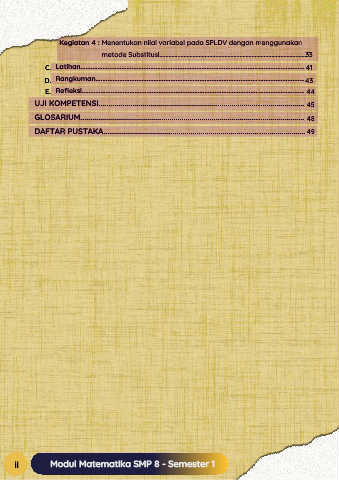 Kegiatan 4 : Menentukan nilai variabel pada SPLDV dengan menggunakan
metode Substitusi........................................33
C. Latihan........................................41
D. Rangkuman........................................43
E. Refleksi........................................44
UJI KOMPETENSI........................................45
GLOSARIUM........................................48
DAFTAR PUSTAKA........................................49
ii Modul Matematika SMP 8 - Semester 1